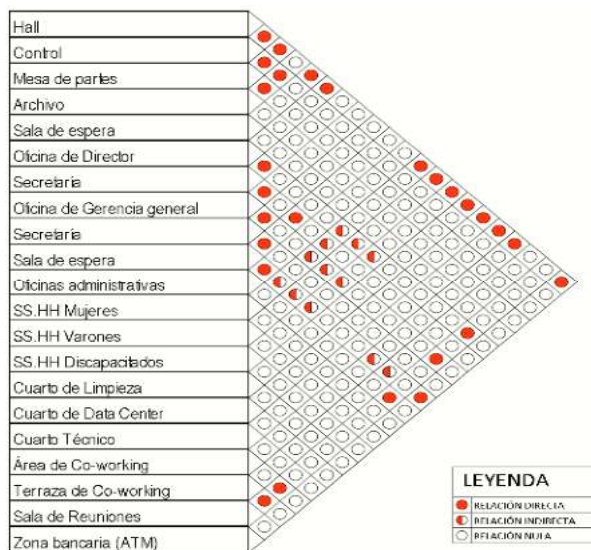 Hall
Control
Mesa de partes
Archivo
Sala de espera
Oficina de Director
Secretaría
Oficina de Gerencia general
Secretaría
Sala de espera
Oficinas administrativas
SS.HH Mujeres
SS.HH Varones
SS.HH Discapacitados
Cuarto de Limpieza
Cuarto de Data Center
Cuarto Técnico
Área de Co-working
Terraza de Co-working
Sala de Reuniones
Zona bancaria (ATM)
LEYENDA
RELACIÓN DIRECTA
RELACIÓN INDIRECTA
RELACIÓN NULA